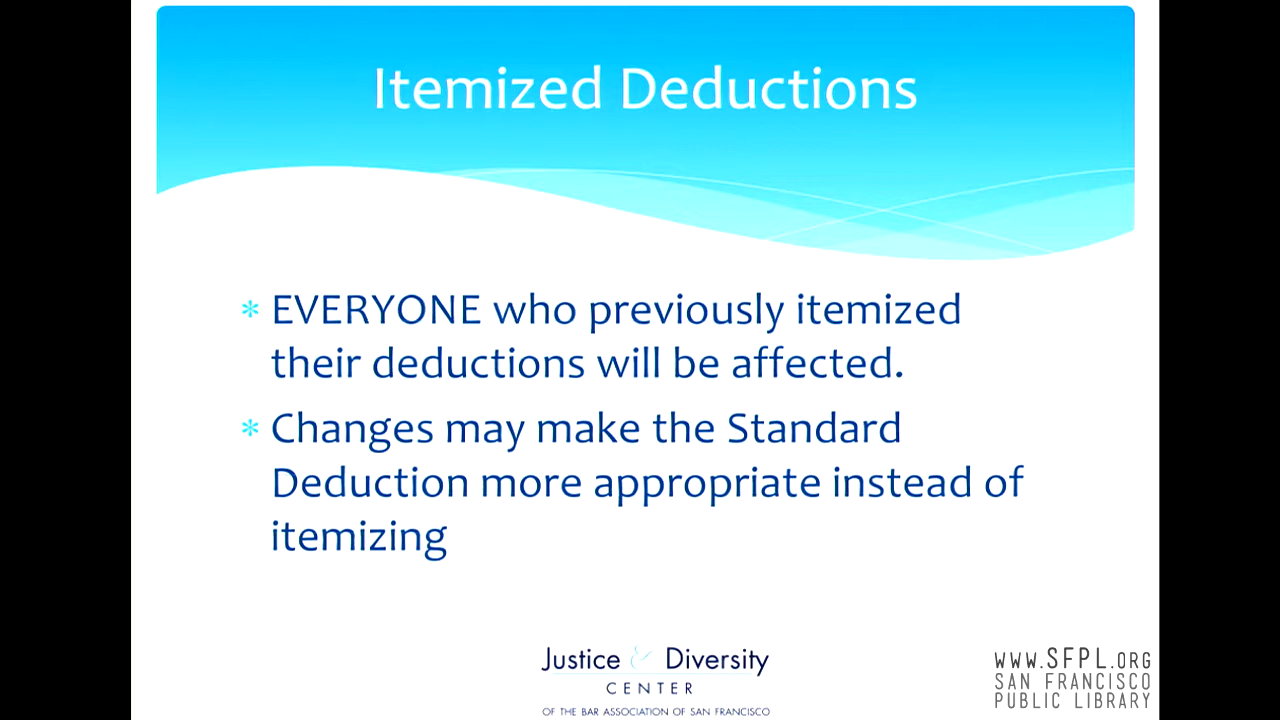 Itemized Deductions
* EVERYONE who previously itemized
their deductions will be affected.
* Changes may make the Standard
Deduction more appropriate instead of
itemizing
Justice & Diversity
CENTER
OF THE BAR ASSOCIATION OF SAN FRANCISCO
WWW.SFPL.ORG
SAN FRANCISCO
PUBLIC LIBRARY